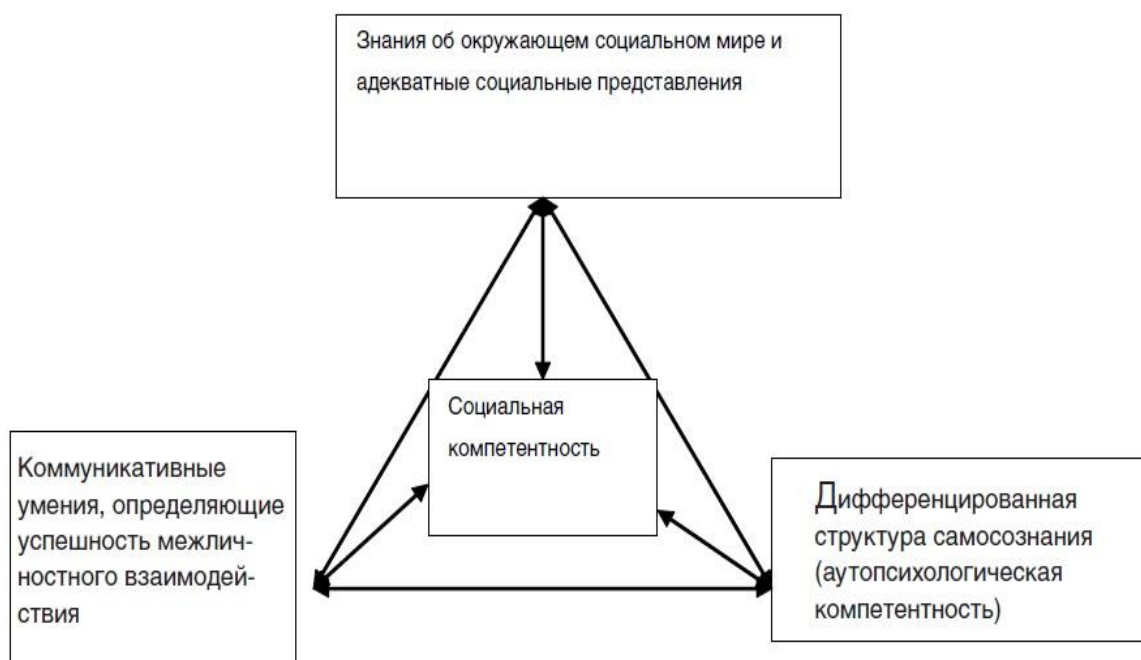 Знания об окружающем социальном мире и
адекватные социальные представления
Социальная
компетентность
Коммуникативные
умения, определяющие
успешность межлич-
ностного взаимодей-
ствия
Дифференцированная
структура самосознания
(аутопсихологическая
компетентность)